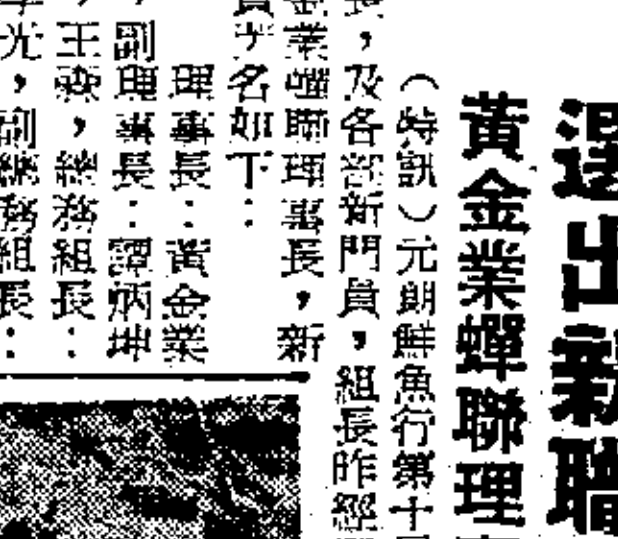 選出新職
黃金業蟬聯理事
（特訊）元朗鮮魚行第十
長，及各部新門員，組長昨經
業蟬聯理事長，新
員芳名如下：
理事長：黃金業
，副理事長：譚炳坤
，王森，總務組長：
光，副總務組長：